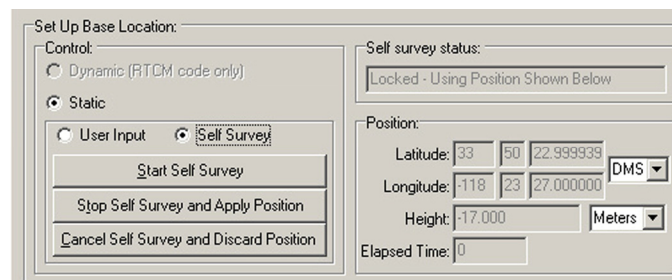 Set Up Base Location:
Control:
Dynamic (RTCM code only)
Static
User Input Self Survey
Start Self Survey
Stop Self Survey and Apply Position
Cancel Self Survey and Discard Position
Self survey status:
Locked - Using Position Shown Below
Position:
Latitude: 33 50 22.999939
DMS
Longitude: -118 23 27.000000
Height: -17.000 Meters
Elapsed Time: 0